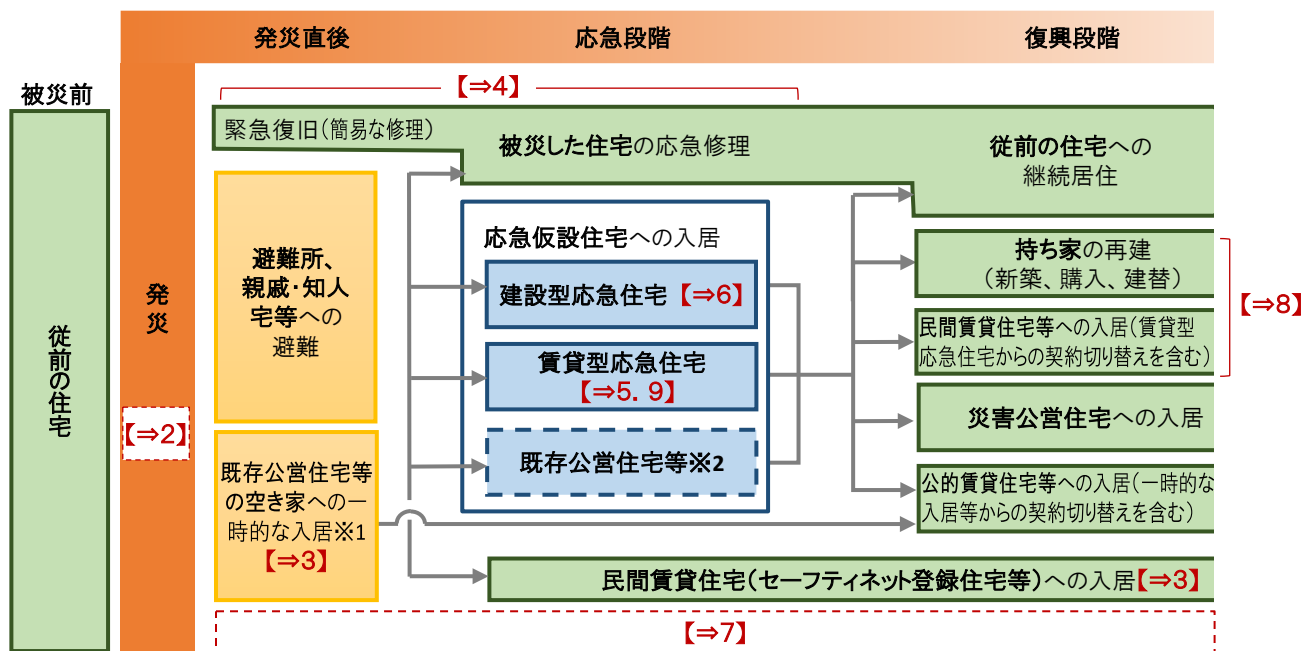 発災直後
応急段階
復興段階
被災前
従前の住宅
発災
【⇒2】
【⇒4】
緊急復旧(簡易な修理)
被災した住宅の応急修理
従前の住宅への
継続居住
避難所、
親戚・知人
宅等への
避難
既存公営住宅等
の空き家への一
時的な入居※1
【⇒3】
応急仮設住宅への入居
建設型応急住宅【⇒6】
賃貸型応急住宅
【⇒5. 9】
既存公営住宅等※2
持ち家の再建
(新築、購入、建替)
民間賃貸住宅等への入居(賃貸型
応急住宅からの契約切り替えを含む)
【⇒8】
災害公営住宅への入居
公的賃貸住宅等への入居(一時的な
入居等からの契約切り替えを含む)
民間賃貸住宅(セーフティネット登録住宅等)への入居【⇒3】
【⇒7】